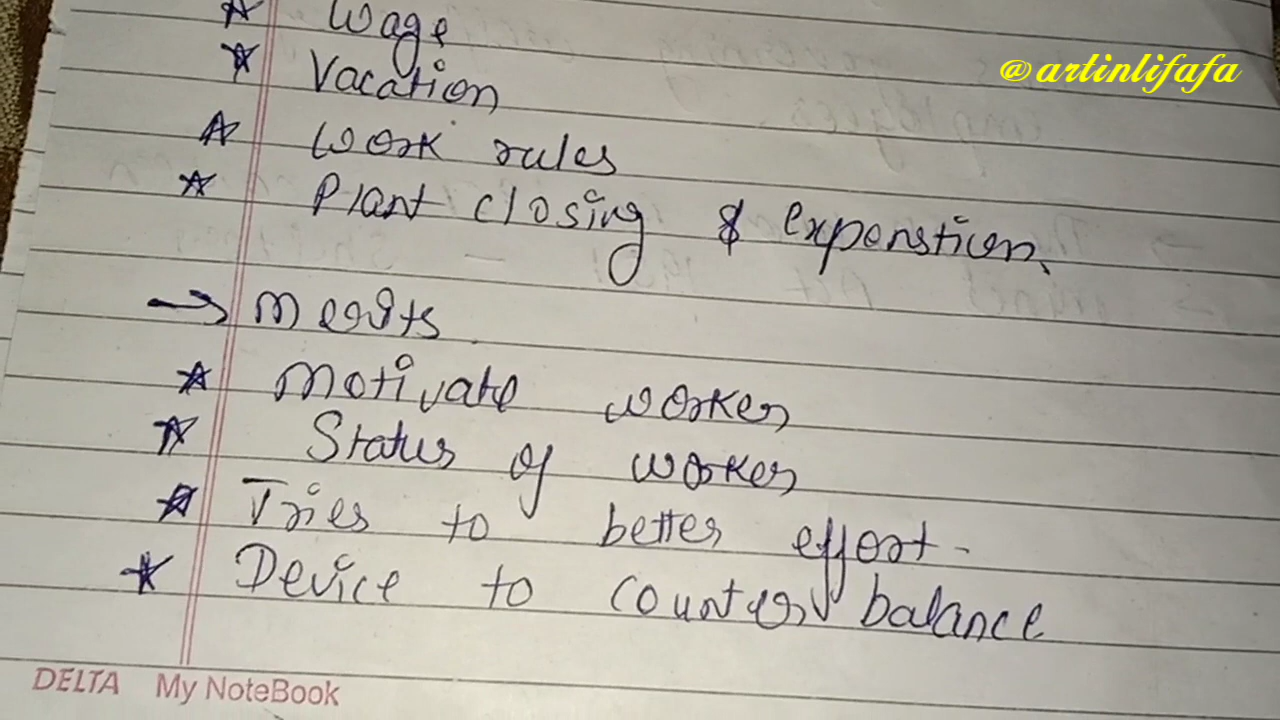 ☆ Wage
@artinlifafa
☆ Vacation
☆ Work rules
☆ Plant closing & expenstion.
→ Merits
☆ Motivate worker
☆ Status of worker
☆ Tries to better effort.
☆ Device to counter balance
DELTA My NoteBook